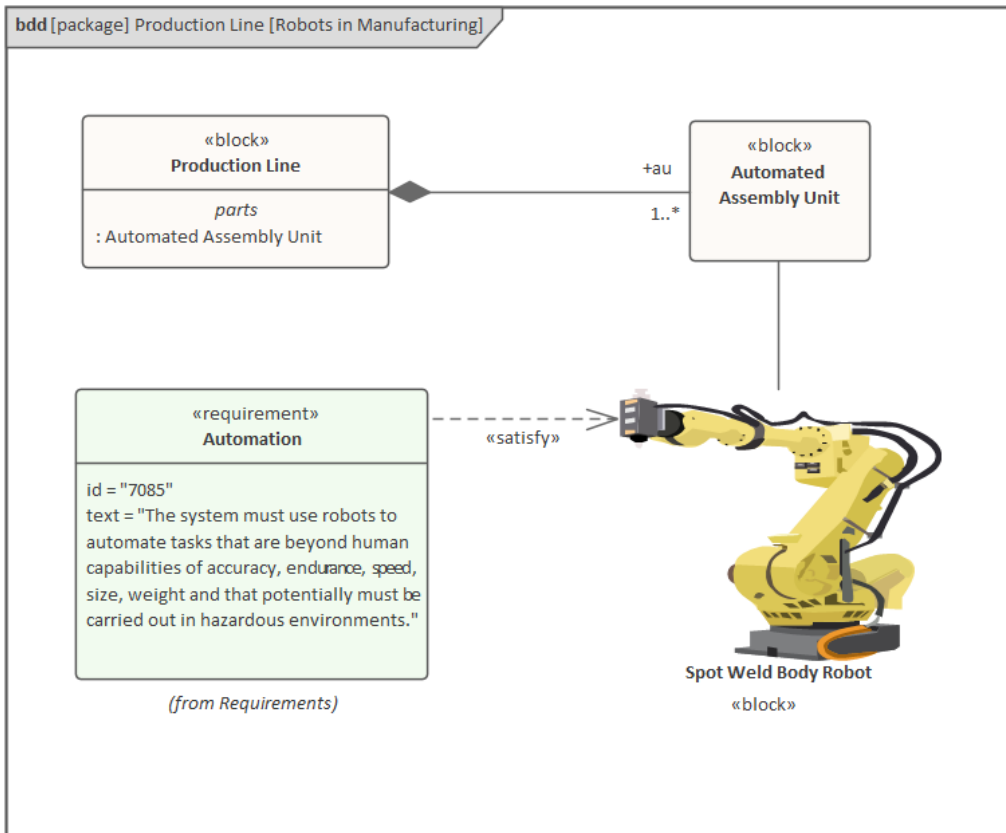 bdd [package] Production Line [Robots in Manufacturing]
«block»
Production Line
parts
: Automated Assembly Unit
+au
1..*
«block»
Automated
Assembly Unit
«requirement»
Automation
id = "7085"
text = "The system must use robots to
automate tasks that are beyond human
capabilities of accuracy, endurance, speed,
size, weight and that potentially must be
carried out in hazardous environments."
(from Requirements)
«satisfy»
Spot Weld Body Robot
«block»